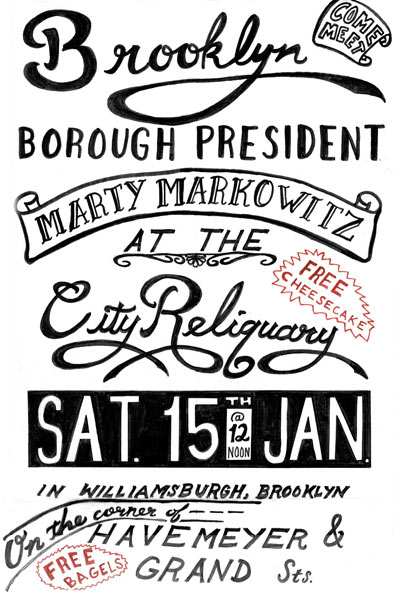 COME
MEET
Brooklyn
BOROUGH PRESIDENT
MARTY MARKOWITZ
AT THE
FREE
CHEESECAKE
City Reliquary
SAT. 15TH @ 12 NOON JAN.
IN WILLIAMSBURGH, BROOKLYN
On the corner of ----
HAVEMEYER &
GRAND Sts.
FREE
BAGELS